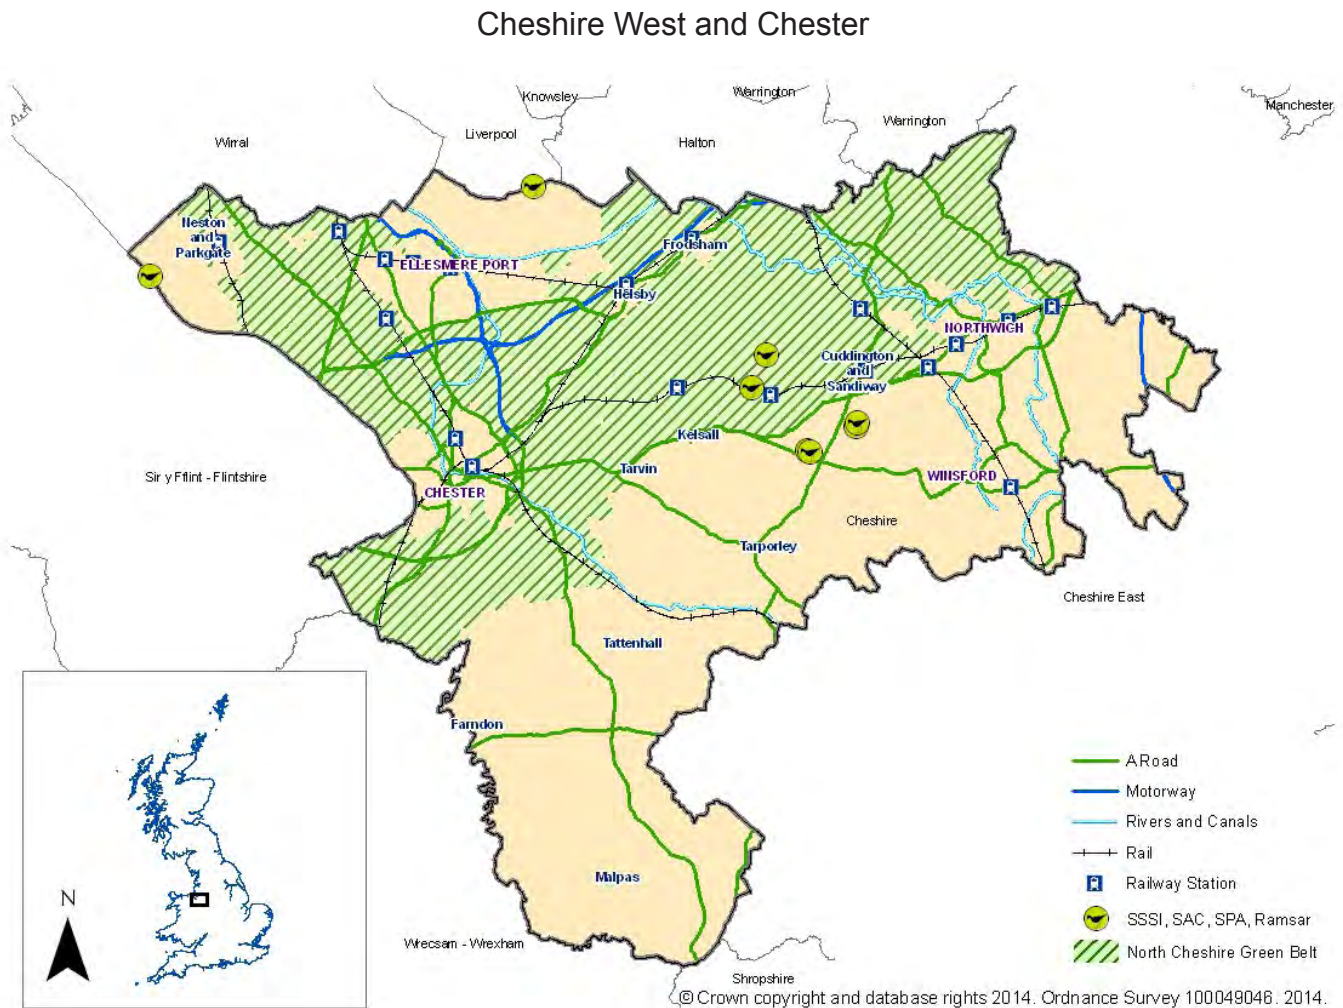 Cheshire West and Chester
Knowsley
Warrington
Manchester
Liverpool
Warrington
Wirral
Halton
Neston
and
Parkgate
Frodsham
ELLESMERE PORT
Helsby
NORTHWICH
Cuddington
and
Sandiway
Kelsall
Tarvin
Sir y Fflint - Flintshire
WINSFORD
CHESTER
Cheshire
Tarporley
Cheshire East
Tattenhall
Farndon
Malpas
Wrecsam - Wrexham
Shropshire
N
A Road
Motorway
Rivers and Canals
Rail
Railway Station
SSSI, SAC, SPA, Ramsar
North Cheshire Green Belt
© Crown copyright and database rights 2014. Ordnance Survey 100049046. 2014.